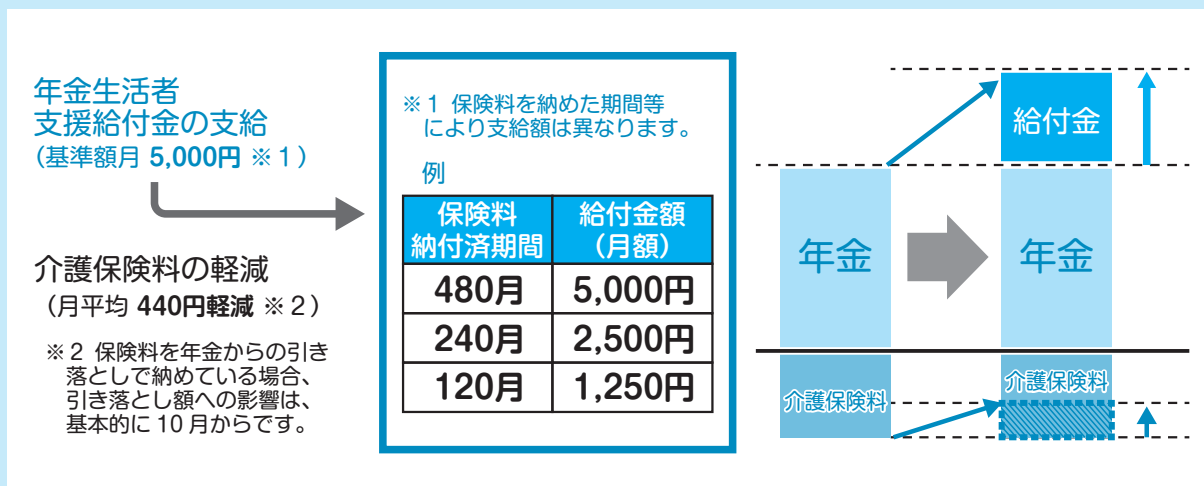 年金生活者
支援給付金の支給
（基準額月 5,000円 ※１）
介護保険料の軽減
（月平均 440円軽減 ※２）
※２ 保険料を年金からの引き
落としで納めている場合、
引き落とし額への影響は、
基本的に 10 月からです。
※１ 保険料を納めた期間等
により支給額は異なります。
例
保険料
納付済期間
給付金額
（月額）
480月 5,000円
240月 2,500円
120月 1,250円
給付金
年金
年金
介護保険料
介護保険料